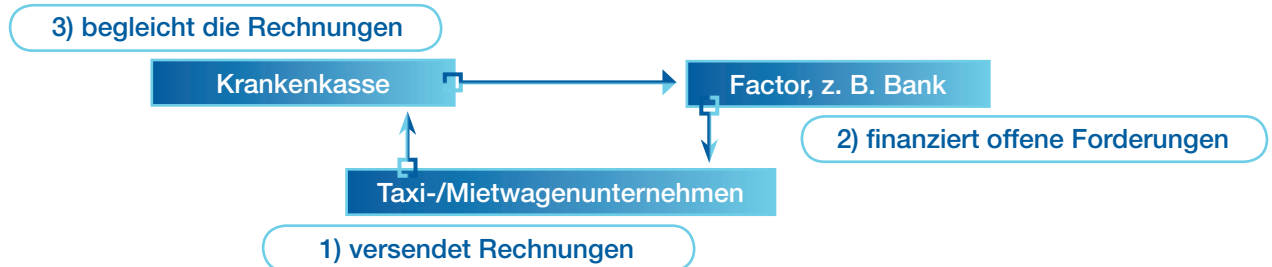 3) begleicht die Rechnungen
Krankenkasse
Factor, z. B. Bank
2) finanziert offene Forderungen
Taxi-/Mietwagenunternehmen
1) versendet Rechnungen